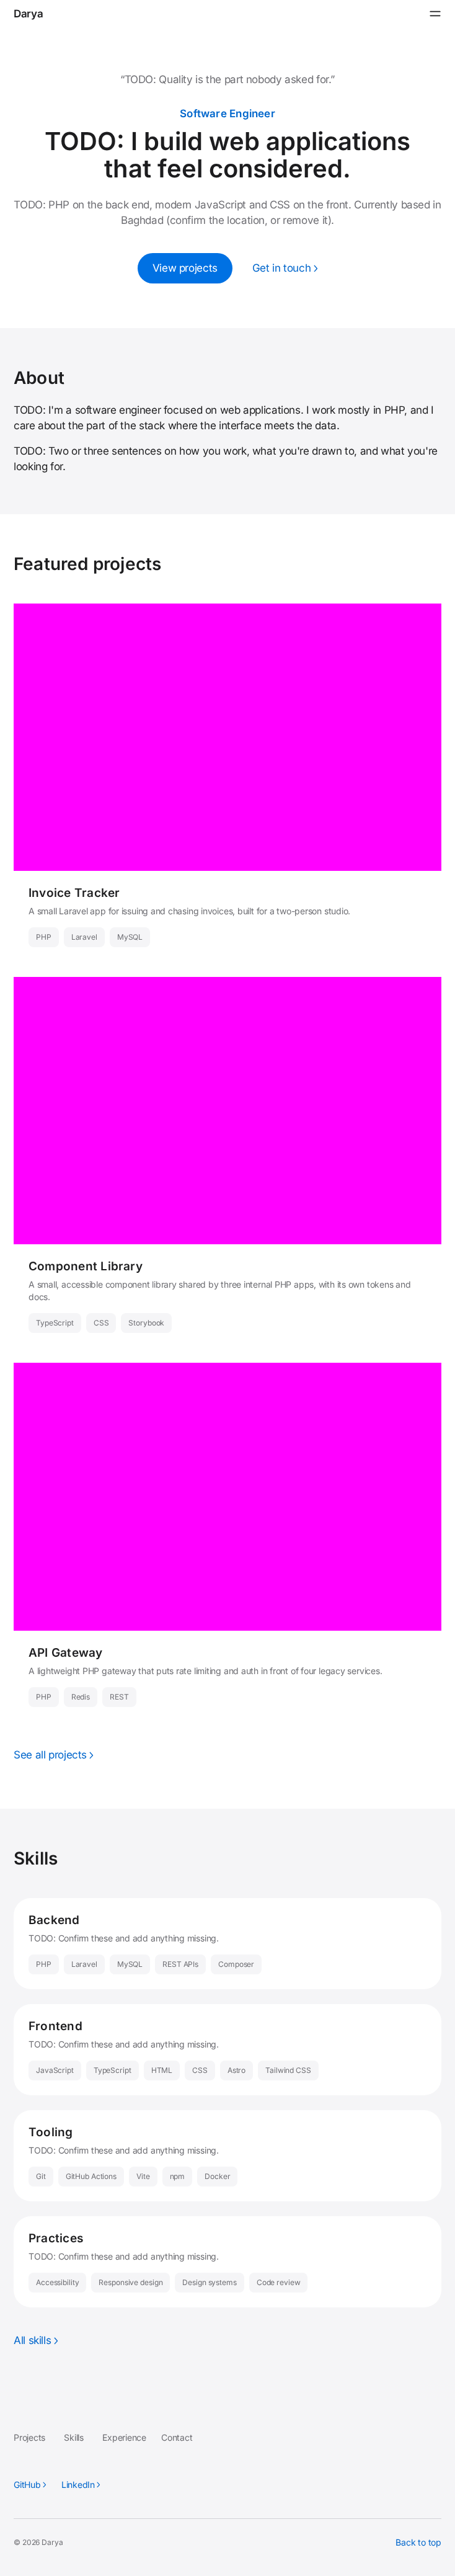 Darya
“TODO: Quality is the part nobody asked for.”
Software Engineer
TODO: I build web applications
that feel considered.
TODO: PHP on the back end, modern JavaScript and CSS on the front. Currently based in
Baghdad (confirm the location, or remove it).
View projects
Get in touch ›
About
TODO: I'm a software engineer focused on web applications. I work mostly in PHP, and I
care about the part of the stack where the interface meets the data.
TODO: Two or three sentences on how you work, what you're drawn to, and what you're
looking for.
Featured projects
Invoice Tracker
A small Laravel app for issuing and chasing invoices, built for a two-person studio.
PHP Laravel MySQL
Component Library
A small, accessible component library shared by three internal PHP apps, with its own tokens and
docs.
TypeScript CSS Storybook
API Gateway
A lightweight PHP gateway that puts rate limiting and auth in front of four legacy services.
PHP Redis REST
See all projects ›
Skills
Backend
TODO: Confirm these and add anything missing.
PHP Laravel MySQL REST APIs Composer
Frontend
TODO: Confirm these and add anything missing.
JavaScript TypeScript HTML CSS Astro Tailwind CSS
Tooling
TODO: Confirm these and add anything missing.
Git GitHub Actions Vite npm Docker
Practices
TODO: Confirm these and add anything missing.
Accessibility Responsive design Design systems Code review
All skills ›
Projects Skills Experience Contact
GitHub › LinkedIn ›
© 2026 Darya
Back to top